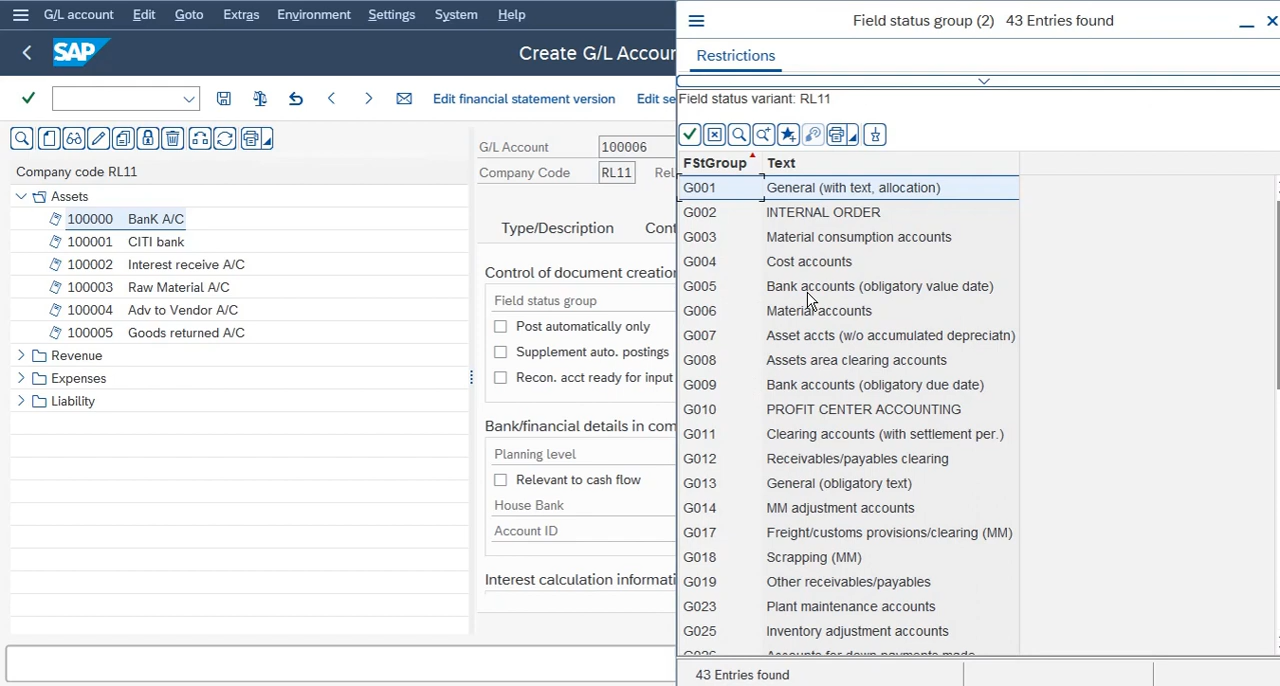 G/L account Edit Goto Extras Environment Settings System Help
SAP Create G/L Accoun
Edit financial statement version Edit se
Company code RL11
Assets
100000 BanK A/C
100001 CITI bank
100002 Interest receive A/C
100003 Raw Material A/C
100004 Adv to Vendor A/C
100005 Goods returned A/C
Revenue
Expenses
Liability
G/L Account 100006
Company Code RL11 Rel
Type/Description Cont
Control of document creation
Field status group
Post automatically only
Supplement auto. postings
Recon. acct ready for input
Bank/financial details in com
Planning level
Relevant to cash flow
House Bank
Account ID
Interest calculation informati
Field status group (2) 43 Entries found
Restrictions
Field status variant: RL11
FStGroup Text
G001 General (with text, allocation)
G002 INTERNAL ORDER
G003 Material consumption accounts
G004 Cost accounts
G005 Bank accounts (obligatory value date)
G006 Material accounts
G007 Asset accts (w/o accumulated depreciatn)
G008 Assets area clearing accounts
G009 Bank accounts (obligatory due date)
G010 PROFIT CENTER ACCOUNTING
G011 Clearing accounts (with settlement per.)
G012 Receivables/payables clearing
G013 General (obligatory text)
G014 MM adjustment accounts
G017 Freight/customs provisions/clearing (MM)
G018 Scrapping (MM)
G019 Other receivables/payables
G023 Plant maintenance accounts
G025 Inventory adjustment accounts
G026 Accounts for down payments made
43 Entries found